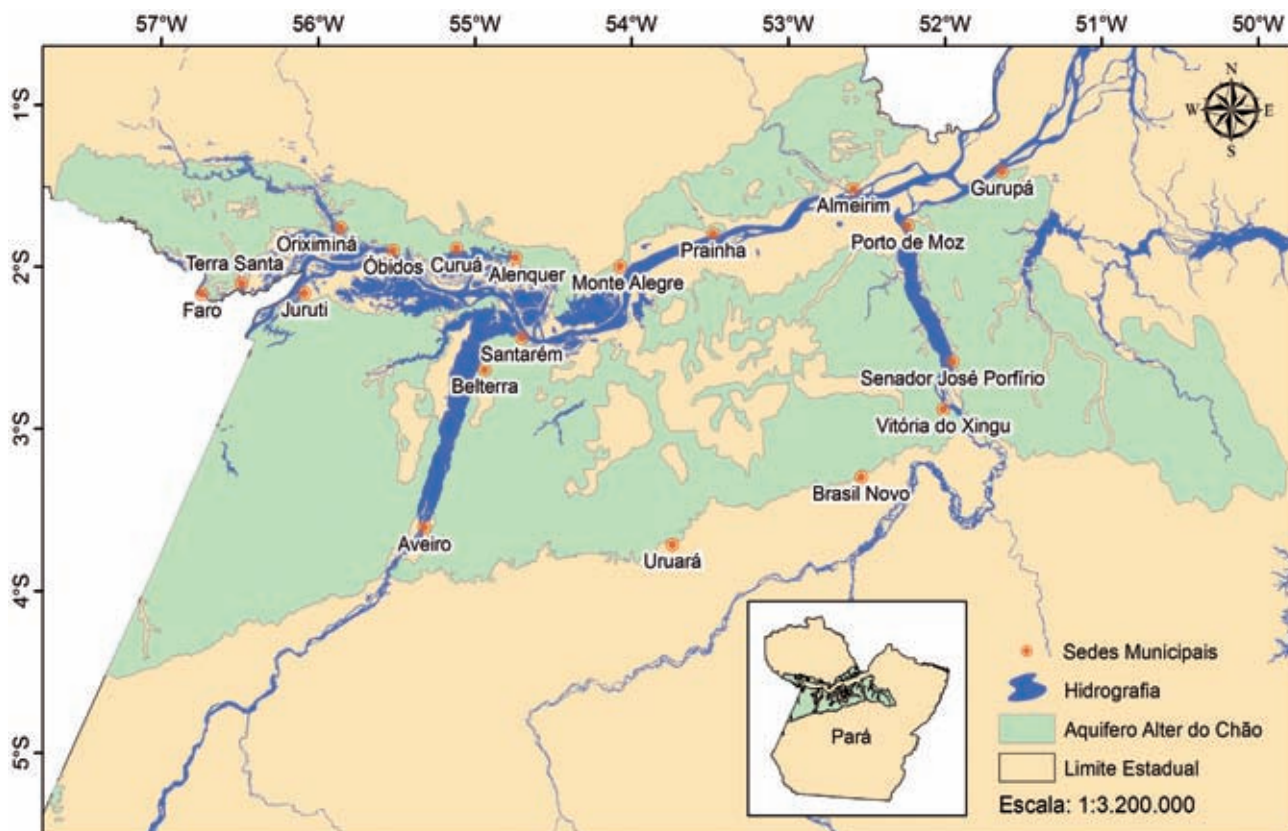 57°W 56°W 55°W 54°W 53°W 52°W 51°W 50°W
1°S
2°S
3°S
4°S
5°S
N
W E
S
Gurupá
Almeirim
Oriximiná
Prainha
Porto de Moz
Terra Santa
Óbidos
Curuá
Alenquer
Monte Alegre
Faro
Juruti
Santarém
Belterra
Senador José Porfírio
Vitória do Xingu
Brasil Novo
Aveiro
Uruará
Pará
Sedes Municipais
Hidrografia
Aquifero Alter do Chão
Limite Estadual
Escala: 1:3.200.000